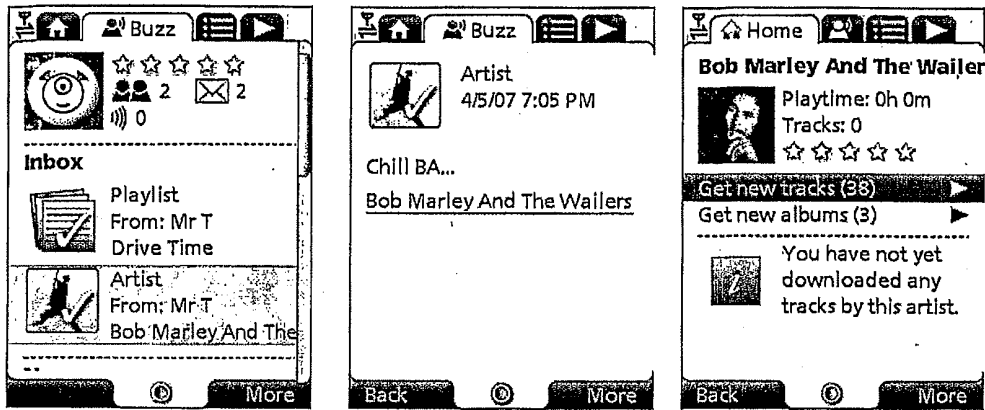 Buzz
2
2
0
Inbox
Playlist
From: Mr T
Drive Time
Artist
From: Mr T
Bob Marley And The
More
Buzz
Artist
4/5/07 7:05 PM
Chill BA...
Bob Marley And The Wailers
Back
More
Home
Bob Marley And The Wailer
Playtime: 0h 0m
Tracks: 0
Get new tracks (38)
Get new albums (3)
You have not yet
downloaded any
tracks by this artist.
Back
More